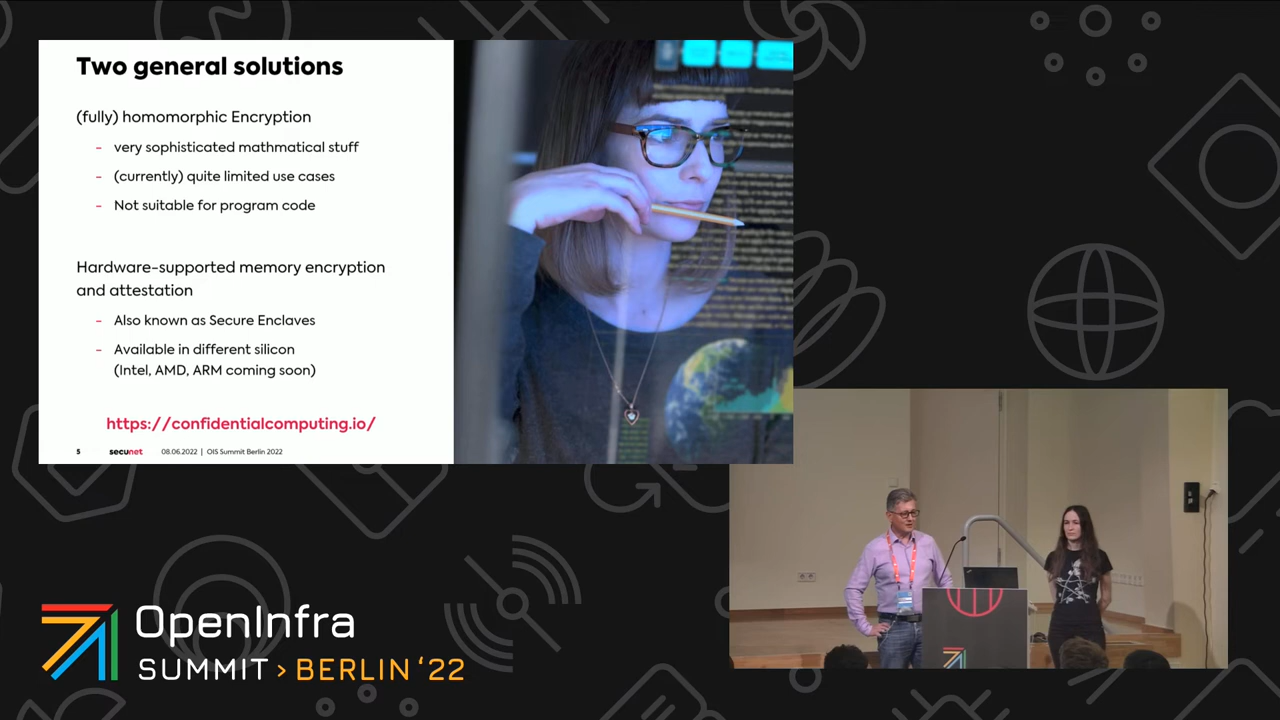 Two general solutions
(fully) homomorphic Encryption
- very sophisticated mathmatical stuff
- (currently) quite limited use cases
- Not suitable for program code
Hardware-supported memory encryption
and attestation
- Also known as Secure Enclaves
- Available in different silicon
(Intel, AMD, ARM coming soon)
https://confidentialcomputing.io/
5 secunet 08.06.2022 | OIS Summit Berlin 2022
OpenInfra
SUMMIT > BERLIN ‘22